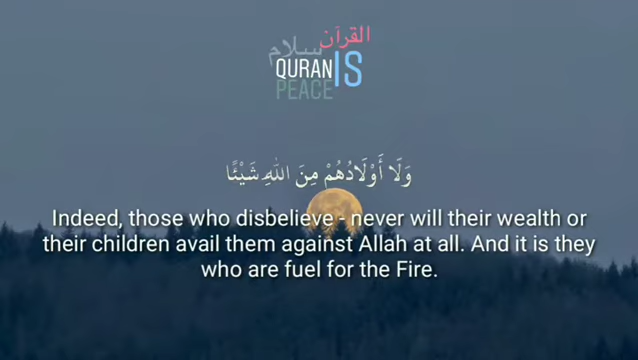 القرآن
سلام
QURAN IS
PEACE
وَلَا أَوْلَادُهُمْ مِنَ اللَّهِ شَيْئًا
Indeed, those who disbelieve - never will their wealth or
their children avail them against Allah at all. And it is they
who are fuel for the Fire.